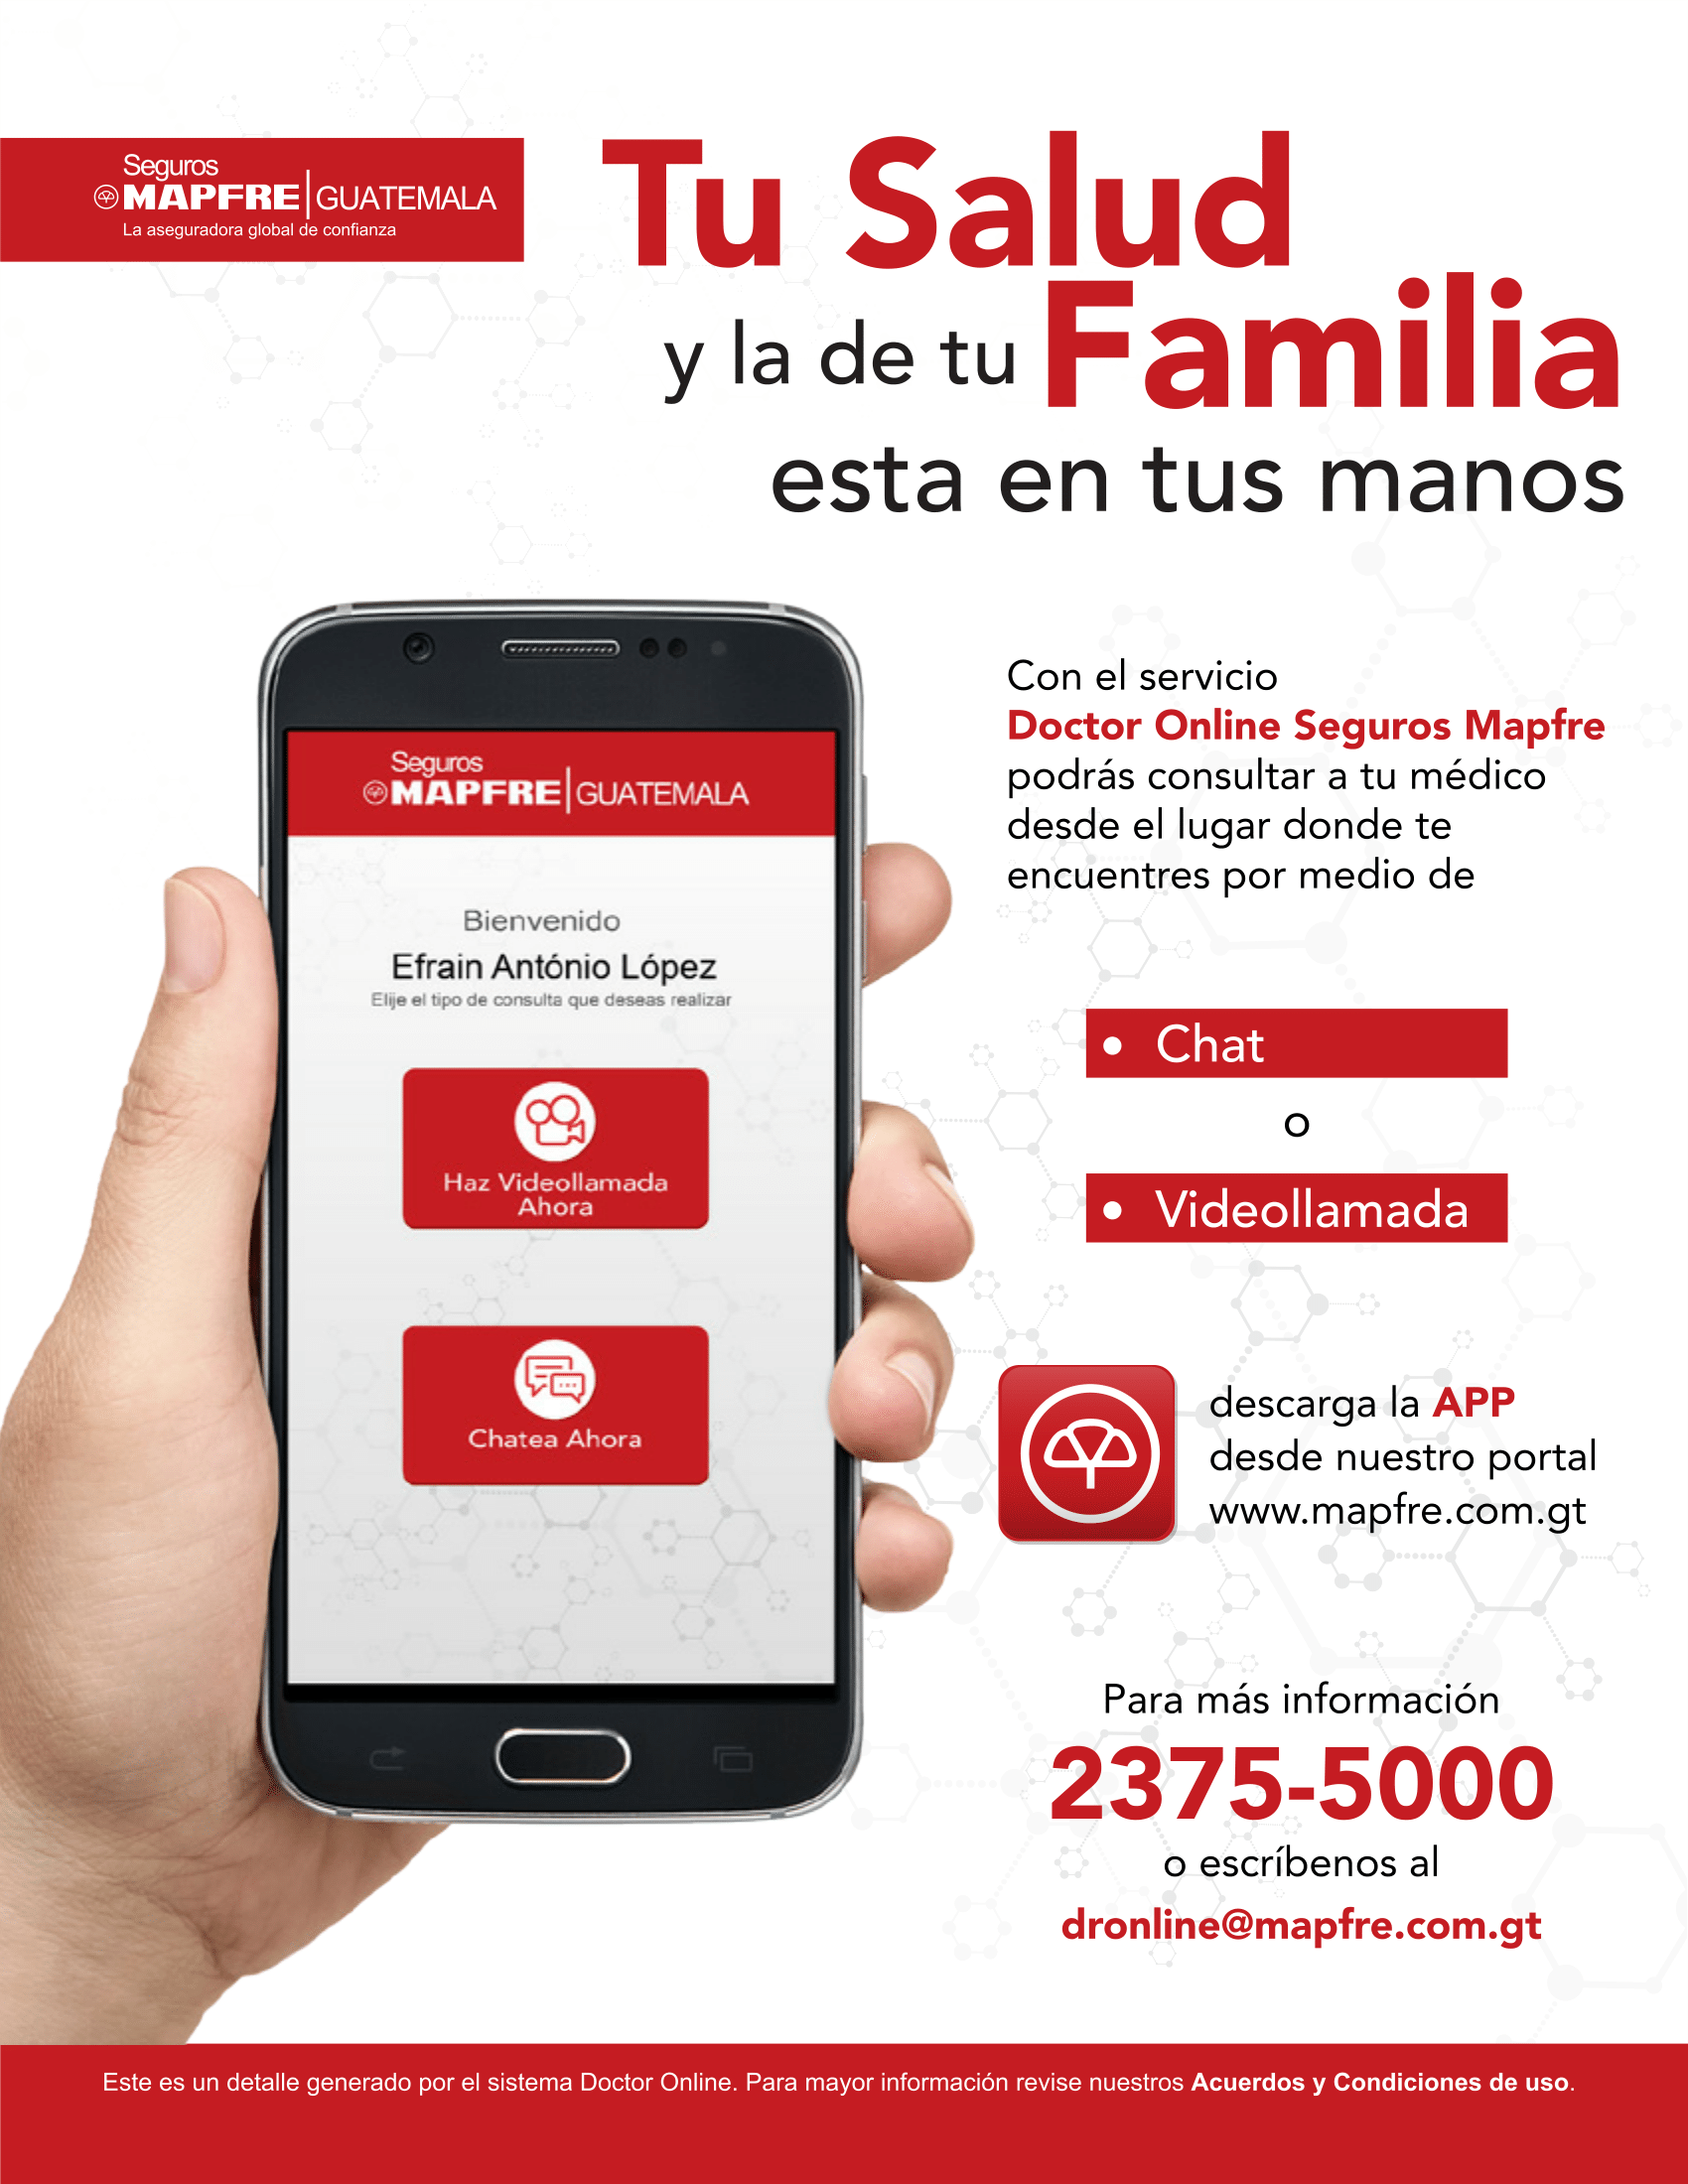 Seguros
MAPFRE | GUATEMALA
La aseguradora global de confianza
Tu Salud
y la de tu Familia
esta en tus manos
Seguros
MAPFRE | GUATEMALA
Bienvenido
Efrain António López
Elije el tipo de consulta que deseas realizar
Haz Videollamada
Ahora
Chatea Ahora
Con el servicio
Doctor Online Seguros Mapfre
podrás consultar a tu médico
desde el lugar donde te
encuentres por medio de
• Chat
o
• Videollamada
descarga la APP
desde nuestro portal
www.mapfre.com.gt
Para más información
2375-5000
o escríbenos al
dronline@mapfre.com.gt
Este es un detalle generado por el sistema Doctor Online. Para mayor información revise nuestros Acuerdos y Condiciones de uso.